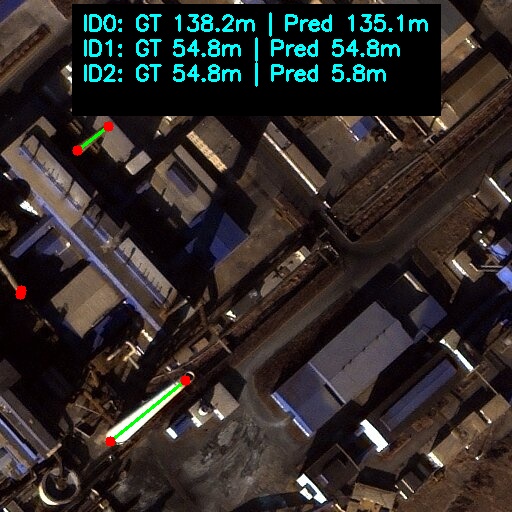 ID0: GT 138.2m | Pred 135.1m
ID1: GT 54.8m | Pred 54.8m
ID2: GT 54.8m | Pred 5.8m